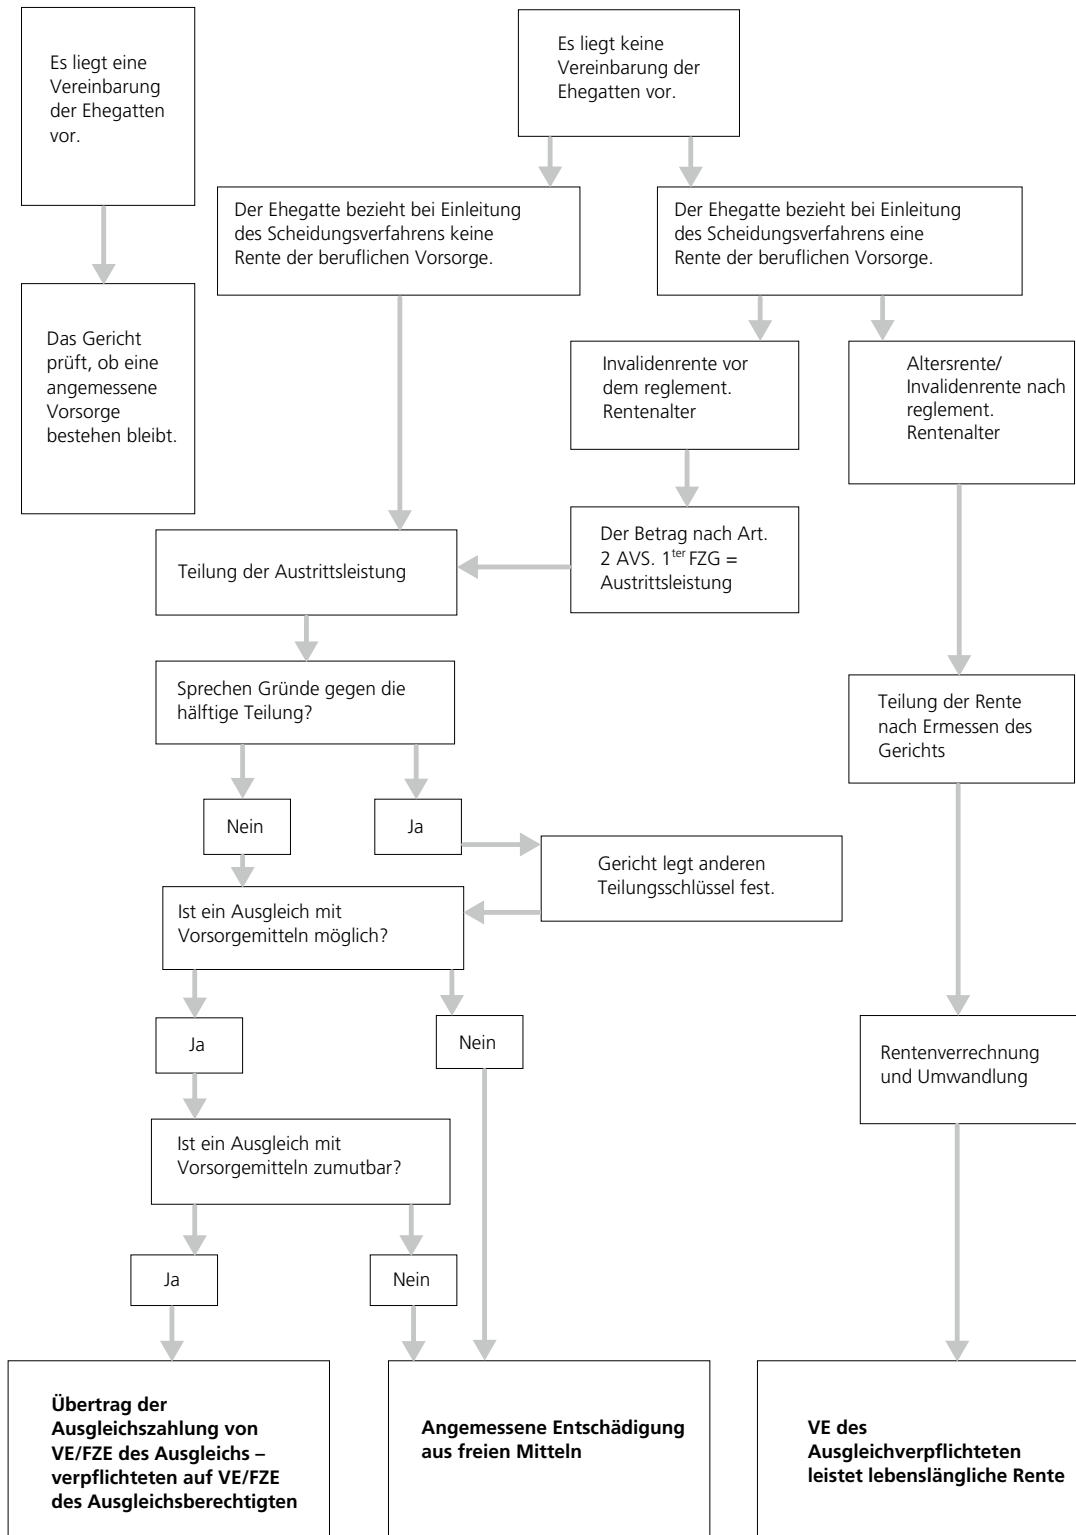 Es liegt eine
Vereinbarung
der Ehegatten
vor.
Es liegt keine
Vereinbarung der
Ehegatten vor.
Der Ehegatte bezieht bei Einleitung
des Scheidungsverfahrens keine
Rente der beruflichen Vorsorge.
Der Ehegatte bezieht bei Einleitung
des Scheidungsverfahrens eine
Rente der beruflichen Vorsorge.
Das Gericht
prüft, ob eine
angemessene
Vorsorge
bestehen bleibt.
Invalidenrente vor
dem reglement.
Rentenalter
Altersrente/
Invalidenrente nach
reglement.
Rentenalter
Der Betrag nach Art.
2 AVS. 1ter FZG =
Austrittsleistung
Teilung der Austrittsleistung
Sprechen Gründe gegen die
hälftige Teilung?
Teilung der Rente
nach Ermessen des
Gerichts
Nein
Ja
Gericht legt anderen
Teilungsschlüssel fest.
Ist ein Ausgleich mit
Vorsorgemitteln möglich?
Ja
Nein
Rentenverrechnung
und Umwandlung
Ist ein Ausgleich mit
Vorsorgemitteln zumutbar?
Ja
Nein
Übertrag der
Ausgleichszahlung von
VE/FZE des Ausgleichs –
verpflichteten auf VE/FZE
des Ausgleichsberechtigten
Angemessene Entschädigung
aus freien Mitteln
VE des
Ausgleichverpflichteten
leistet lebenslängliche Rente